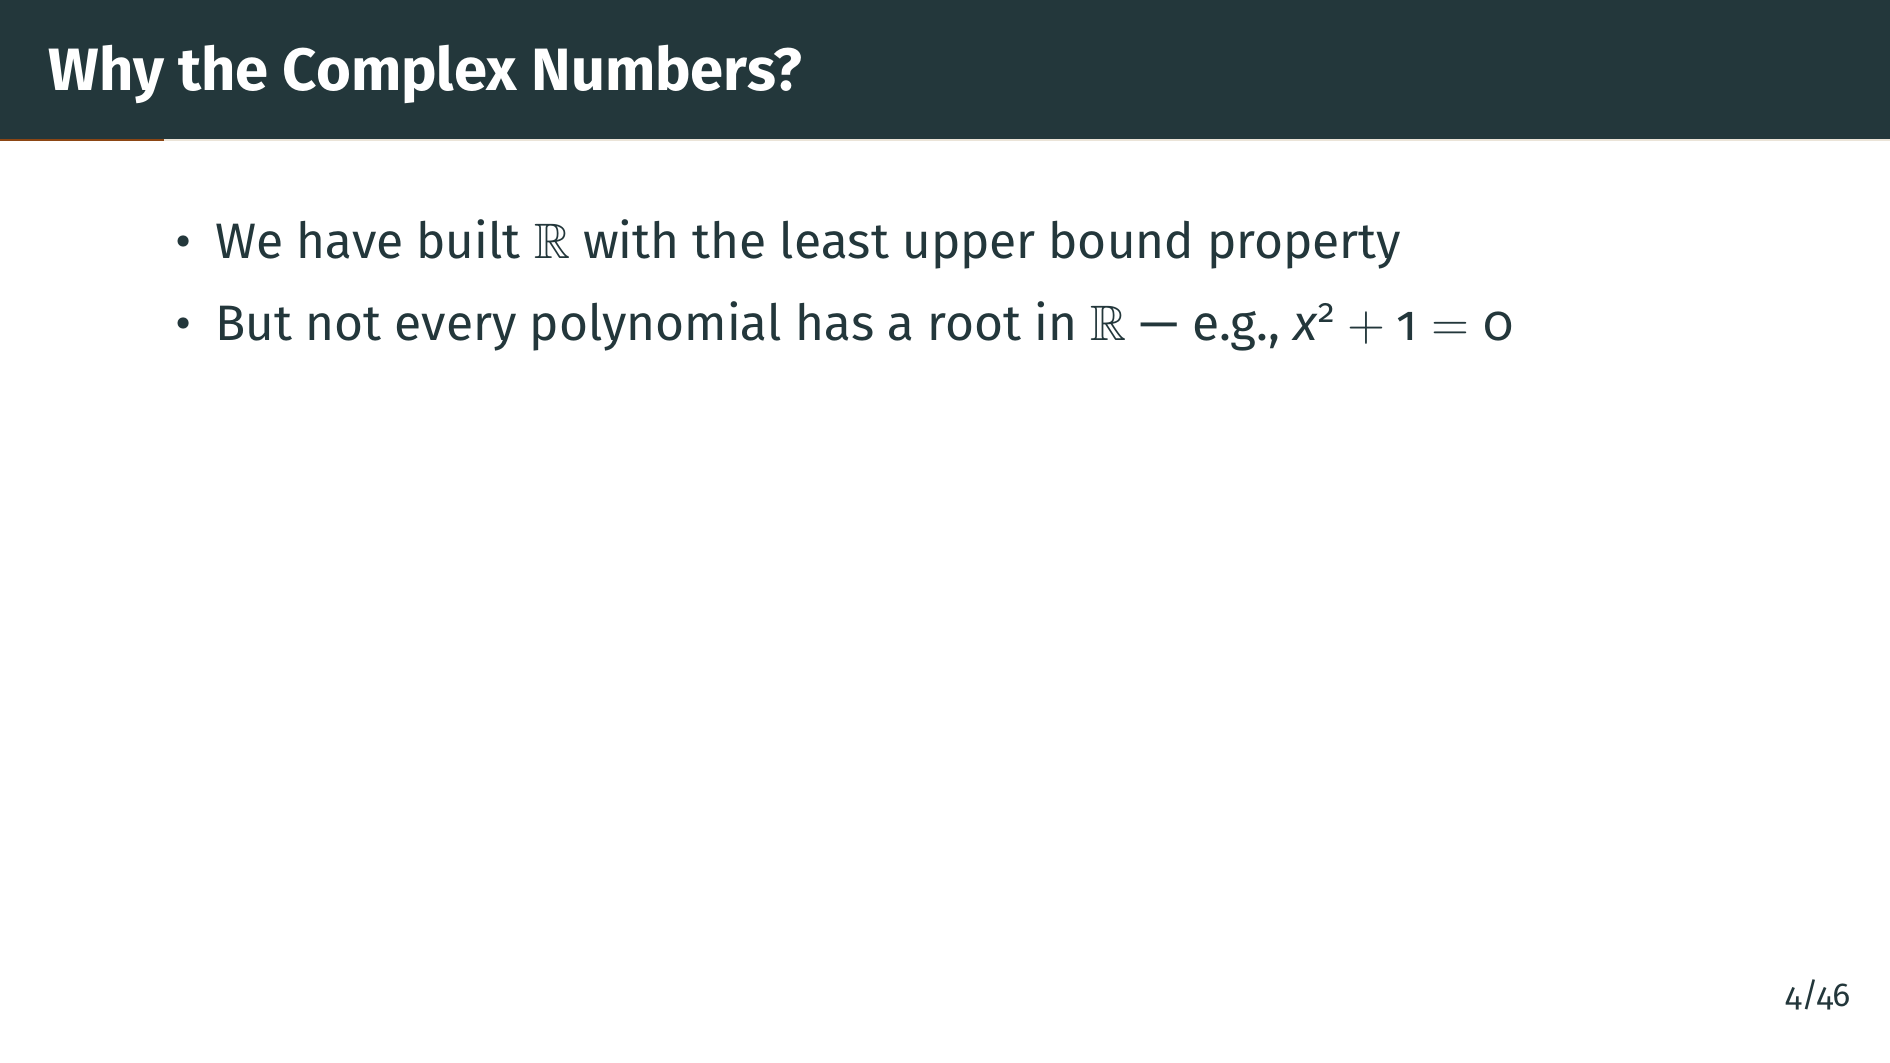 Why the Complex Numbers?
• We have built ℝ with the least upper bound property
• But not every polynomial has a root in ℝ — e.g., x² + 1 = 0
4/46